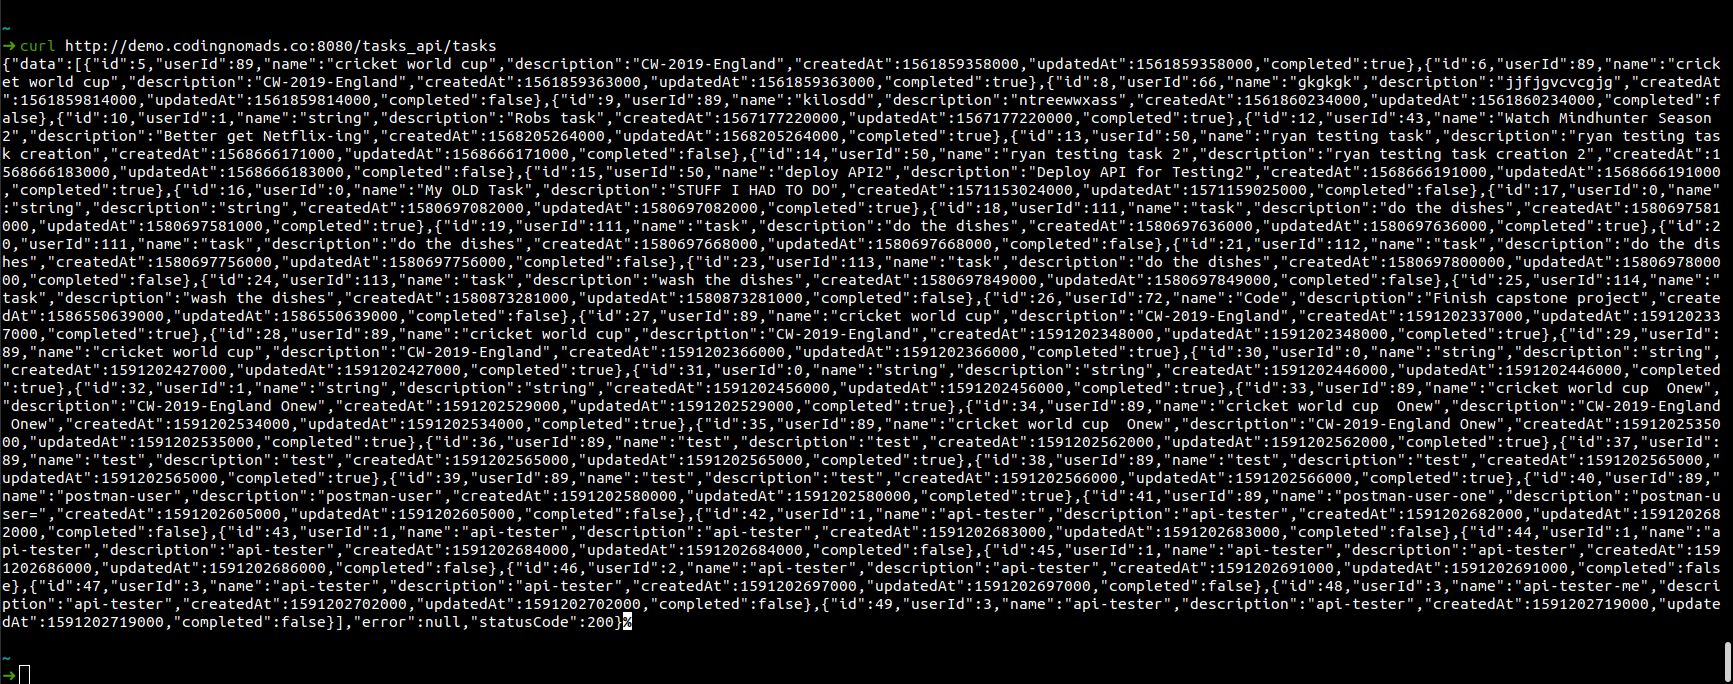 ~
➜ curl http://demo.codingnomads.co:8080/tasks_api/tasks
{"data":[{"id":5,"userId":89,"name":"cricket world cup","description":"CW-2019-England","createdAt":1561859358000,"updatedAt":1561859358000,"completed":true},{"id":6,"userId":89,"name":"crick
et world cup","description":"CW-2019-England","createdAt":1561859363000,"updatedAt":1561859363000,"completed":true},{"id":8,"userId":66,"name":"gkgkgk","description":"jjfjgvcvcgjg","createdAt
":1561859814000,"updatedAt":1561859814000,"completed":false},{"id":9,"userId":89,"name":"kilosdd","description":"ntreewwxass","createdAt":1561860234000,"updatedAt":1561860234000,"completed":f
alse},{"id":10,"userId":1,"name":"string","description":"Robs task","createdAt":1567177220000,"updatedAt":1567177220000,"completed":true},{"id":12,"userId":43,"name":"Watch Mindhunter Season 
2","description":"Better get Netflix-ing","createdAt":1568205264000,"updatedAt":1568205264000,"completed":true},{"id":13,"userId":50,"name":"ryan testing task","description":"ryan testing tas
k creation","createdAt":1568666171000,"updatedAt":1568666171000,"completed":false},{"id":14,"userId":50,"name":"ryan testing task 2","description":"ryan testing task creation 2","createdAt":1
568666183000,"updatedAt":1568666183000,"completed":false},{"id":15,"userId":50,"name":"deploy API2","description":"Deploy API for Testing2","createdAt":1568666191000,"updatedAt":1568666191000
,"completed":true},{"id":16,"userId":0,"name":"My OLD Task","description":"STUFF I HAD TO DO","createdAt":1571153024000,"updatedAt":1571159025000,"completed":false},{"id":17,"userId":0,"name"
:"string","description":"string","createdAt":1580697082000,"updatedAt":1580697082000,"completed":true},{"id":18,"userId":111,"name":"task","description":"do the dishes","createdAt":1580697581
000,"updatedAt":1580697581000,"completed":true},{"id":19,"userId":111,"name":"task","description":"do the dishes","createdAt":1580697636000,"updatedAt":1580697636000,"completed":true},{"id":2
0,"userId":111,"name":"task","description":"do the dishes","createdAt":1580697668000,"updatedAt":1580697668000,"completed":false},{"id":21,"userId":112,"name":"task","description":"do the dis
hes","createdAt":1580697756000,"updatedAt":1580697756000,"completed":false},{"id":23,"userId":113,"name":"task","description":"do the dishes","createdAt":1580697800000,"updatedAt":15806978000
00,"completed":false},{"id":24,"userId":113,"name":"task","description":"wash the dishes","createdAt":1580697849000,"updatedAt":1580697849000,"completed":false},{"id":25,"userId":114,"name":"
task","description":"wash the dishes","createdAt":1580873281000,"updatedAt":1580873281000,"completed":false},{"id":26,"userId":72,"name":"Code","description":"Finish capstone project","create
dAt":1586550639000,"updatedAt":1586550639000,"completed":false},{"id":27,"userId":89,"name":"cricket world cup","description":"CW-2019-England","createdAt":1591202337000,"updatedAt":159120233
7000,"completed":true},{"id":28,"userId":89,"name":"cricket world cup","description":"CW-2019-England","createdAt":1591202348000,"updatedAt":1591202348000,"completed":true},{"id":29,"userId":
89,"name":"cricket world cup","description":"CW-2019-England","createdAt":1591202366000,"updatedAt":1591202366000,"completed":true},{"id":30,"userId":0,"name":"string","description":"string",
"createdAt":1591202427000,"updatedAt":1591202427000,"completed":true},{"id":31,"userId":0,"name":"string","description":"string","createdAt":1591202446000,"updatedAt":1591202446000,"completed
":true},{"id":32,"userId":1,"name":"string","description":"string","createdAt":1591202456000,"updatedAt":1591202456000,"completed":true},{"id":33,"userId":89,"name":"cricket world cup  Onew",
"description":"CW-2019-England Onew","createdAt":1591202529000,"updatedAt":1591202529000,"completed":true},{"id":34,"userId":89,"name":"cricket world cup  Onew","description":"CW-2019-England
 Onew","createdAt":1591202534000,"updatedAt":1591202534000,"completed":true},{"id":35,"userId":89,"name":"cricket world cup  Onew","description":"CW-2019-England Onew","createdAt":15912025350
00,"updatedAt":1591202535000,"completed":true},{"id":36,"userId":89,"name":"test","description":"test","createdAt":1591202562000,"updatedAt":1591202562000,"completed":true},{"id":37,"userId":
89,"name":"test","description":"test","createdAt":1591202565000,"updatedAt":1591202565000,"completed":true},{"id":38,"userId":89,"name":"test","description":"test","createdAt":1591202565000,"
updatedAt":1591202565000,"completed":true},{"id":39,"userId":89,"name":"test","description":"test","createdAt":1591202566000,"updatedAt":1591202566000,"completed":true},{"id":40,"userId":89,"
name":"postman-user","description":"postman-user","createdAt":1591202580000,"updatedAt":1591202580000,"completed":true},{"id":41,"userId":89,"name":"postman-user-one","description":"postman-u
ser=","createdAt":1591202605000,"updatedAt":1591202605000,"completed":false},{"id":42,"userId":1,"name":"api-tester","description":"api-tester","createdAt":1591202682000,"updatedAt":159120268
2000,"completed":false},{"id":43,"userId":1,"name":"api-tester","description":"api-tester","createdAt":1591202683000,"updatedAt":1591202683000,"completed":false},{"id":44,"userId":1,"name":"a
pi-tester","description":"api-tester","createdAt":1591202684000,"updatedAt":1591202684000,"completed":false},{"id":45,"userId":1,"name":"api-tester","description":"api-tester","createdAt":159
1202686000,"updatedAt":1591202686000,"completed":false},{"id":46,"userId":2,"name":"api-tester","description":"api-tester","createdAt":1591202691000,"updatedAt":1591202691000,"completed":fals
e},{"id":47,"userId":3,"name":"api-tester","description":"api-tester","createdAt":1591202697000,"updatedAt":1591202697000,"completed":false},{"id":48,"userId":3,"name":"api-tester-me","descri
ption":"api-tester","createdAt":1591202702000,"updatedAt":1591202702000,"completed":false},{"id":49,"userId":3,"name":"api-tester","description":"api-tester","createdAt":1591202719000,"update
dAt":1591202719000,"completed":false}],"error":null,"statusCode":200}%
~
➜